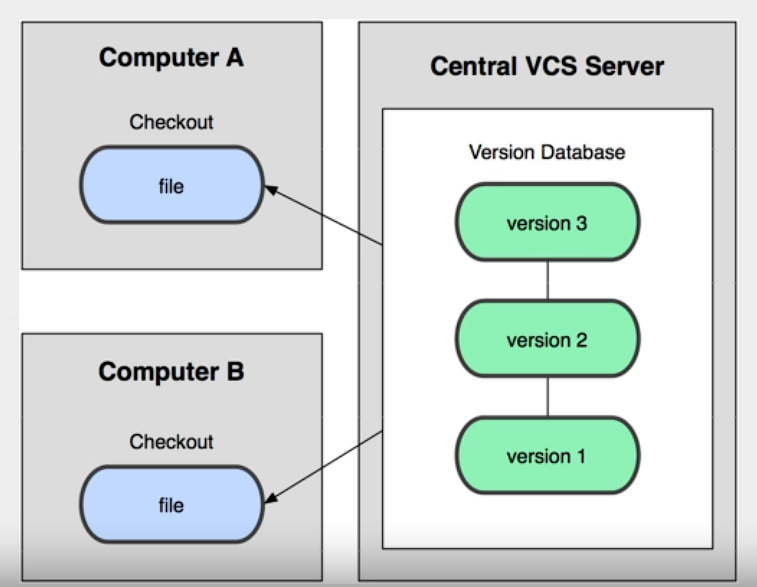 Computer A
Checkout
file
Computer B
Checkout
file
Central VCS Server
Version Database
version 3
version 2
version 1